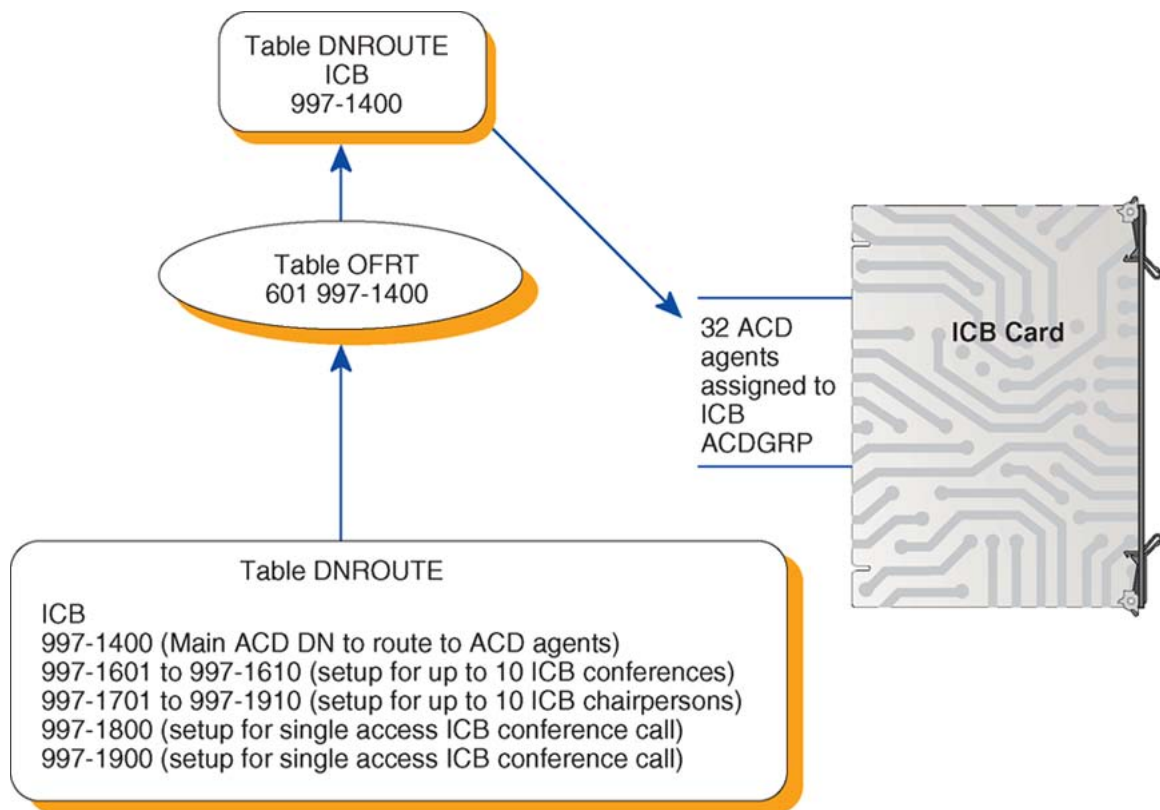 Table DNROUTE
ICB
997-1400
Table OFRT
601 997-1400
32 ACD
agents
assigned to
ICB
ACDGRP
ICB Card
Table DNROUTE
ICB
997-1400 (Main ACD DN to route to ACD agents)
997-1601 to 997-1610 (setup for up to 10 ICB conferences)
997-1701 to 997-1910 (setup for up to 10 ICB chairpersons)
997-1800 (setup for single access ICB conference call)
997-1900 (setup for single access ICB conference call)